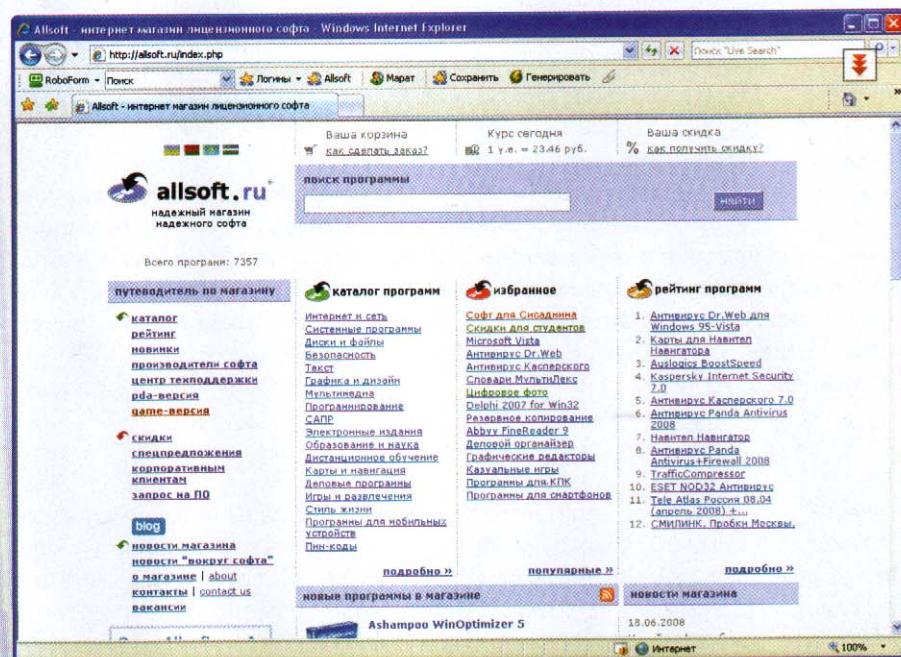 Allsoft - интернет магазин лицензионного софта - Windows Internet Explorer
http://allsoft.ru/index.php
Поиск "Live Search"
RoboForm
Поиск
Логины
Allsoft
Марат
Сохранить
Генерировать
Allsoft - интернет магазин лицензионного софта
Ваша корзина
как сделать заказ?
Курс сегодня
1 у.е. = 23.46 руб.
Ваша скидка
% как получить скидку?
allsoft.ru
надежный магазин
надежного софта
поиск программы
найти
Всего программ: 7357
путеводитель по магазину
каталог
рейтинг
новинки
производители софта
центр техподдержки
pda-версия
game-версия
скидки
спецпредложения
корпоративным
клиентам
запрос на ПО
blog
новости магазина
новости "вокруг софта"
о магазине | about
контакты | contact us
вакансии
каталог программ
Интернет и сеть
Системные программы
Диски и файлы
Безопасность
Текст
Графика и дизайн
Мультимедиа
Программирование
САПР
Электронные издания
Образование и наука
Дистанционное обучение
Карты и навигация
Деловые программы
Игры и развлечения
Стиль жизни
Программы для мобильных
устройств
Пин-коды
подробно »
избранное
Софт для Сисадмина
Скидки для студентов
Microsoft Vista
Антивирус Dr.Web
Антивирус Касперского
Словари МультиЛекс
Цифровое фото
Delphi 2007 for Win32
Резервное копирование
Abbyy FineReader 9
Деловой органайзер
Графические редакторы
Казуальные игры
Программы для КПК
Программы для смартфонов
популярные »
рейтинг программ
1. Антивирус Dr.Web для
Windows 95-Vista
2. Карты для Навител
Навигатора
3. Auslogics BoostSpeed
4. Kaspersky Internet Security
7.0
5. Антивирус Касперского 7.0
6. Антивирус Panda Antivirus
2008
7. Навител Навигатор
8. Антивирус Panda
Antivirus+Firewall 2008
9. TrafficCompressor
10. ESET NOD32 Антивирус
11. Tele Atlas Россия 08.04
(апрель 2008) +...
12. СМИЛИНК. Пробки Москвы.
подробно »
новые программы в магазине
Ashampoo WinOptimizer 5
новости магазина
18.06.2008
Интернет
100%